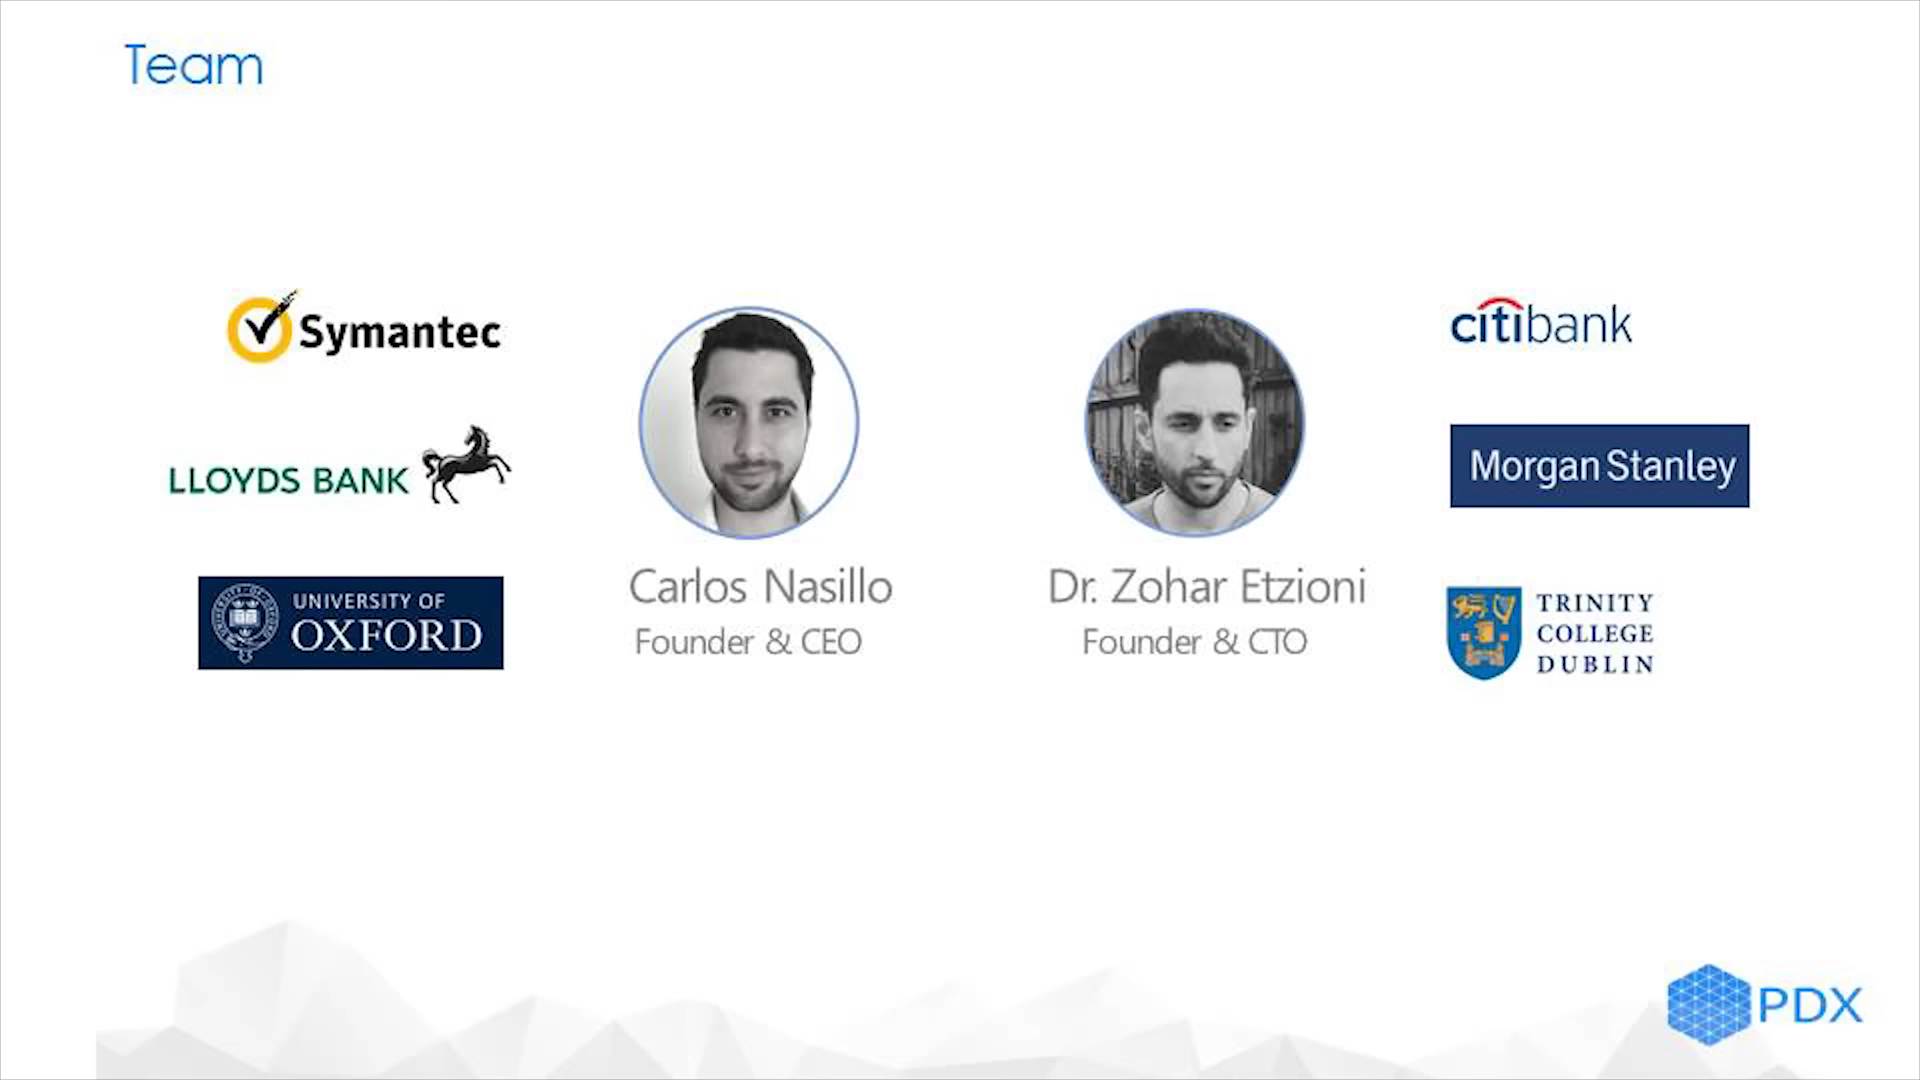 Team
Symantec
LLOYDS BANK
UNIVERSITY OF
OXFORD
Carlos Nasillo
Founder & CEO
Dr. Zohar Etzioni
Founder & CTO
citibank
Morgan Stanley
TRINITY
COLLEGE
DUBLIN
PDX